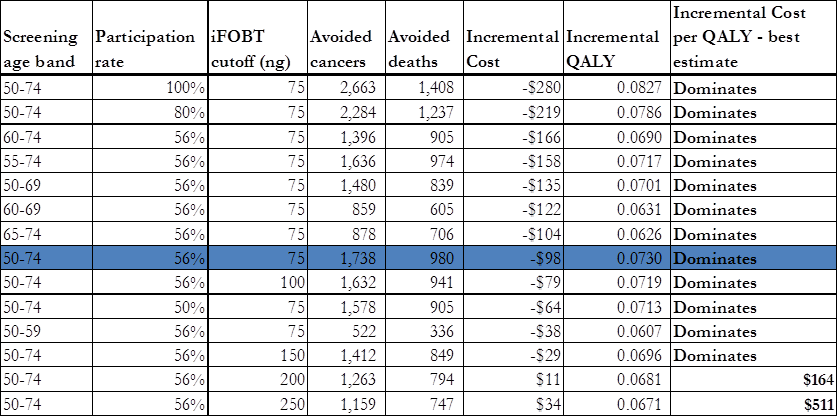 Screening age band | Participation rate | iFOBT cutoff (ng) | Avoided cancers | Avoided deaths | Incremental Cost | Incremental QALY | Incremental Cost per QALY - best estimate
50-74 | 100% | 75 | 2,663 | 1,408 | -$280 | 0.0827 | Dominates
50-74 | 80% | 75 | 2,284 | 1,237 | -$219 | 0.0786 | Dominates
60-74 | 56% | 75 | 1,396 | 905 | -$166 | 0.0690 | Dominates
55-74 | 56% | 75 | 1,636 | 974 | -$158 | 0.0717 | Dominates
50-69 | 56% | 75 | 1,480 | 839 | -$135 | 0.0701 | Dominates
60-69 | 56% | 75 | 859 | 605 | -$122 | 0.0631 | Dominates
65-74 | 56% | 75 | 878 | 706 | -$104 | 0.0626 | Dominates
50-74 | 56% | 75 | 1,738 | 980 | -$98 | 0.0730 | Dominates
50-74 | 56% | 100 | 1,632 | 941 | -$79 | 0.0719 | Dominates
50-74 | 50% | 75 | 1,578 | 905 | -$64 | 0.0713 | Dominates
50-59 | 56% | 75 | 522 | 336 | -$38 | 0.0607 | Dominates
50-74 | 56% | 150 | 1,412 | 849 | -$29 | 0.0696 | Dominates
50-74 | 56% | 200 | 1,263 | 794 | $11 | 0.0681 | $164
50-74 | 56% | 250 | 1,159 | 747 | $34 | 0.0671 | $511